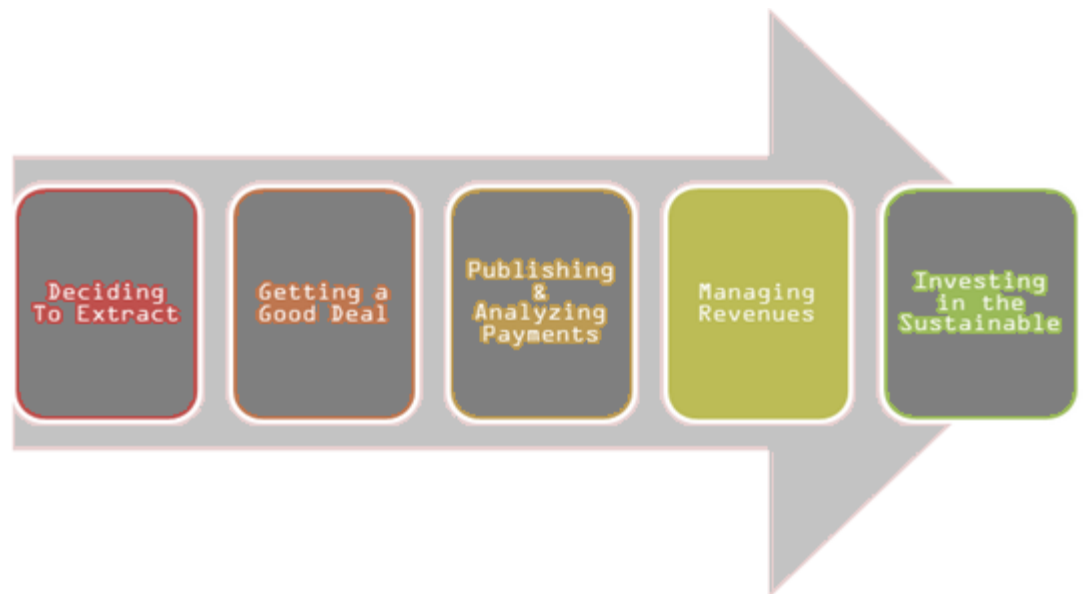 Deciding
To Extract
Getting a
Good Deal
Publishing
&
Analyzing
Payments
Managing
Revenues
Investing
in the
Sustainable